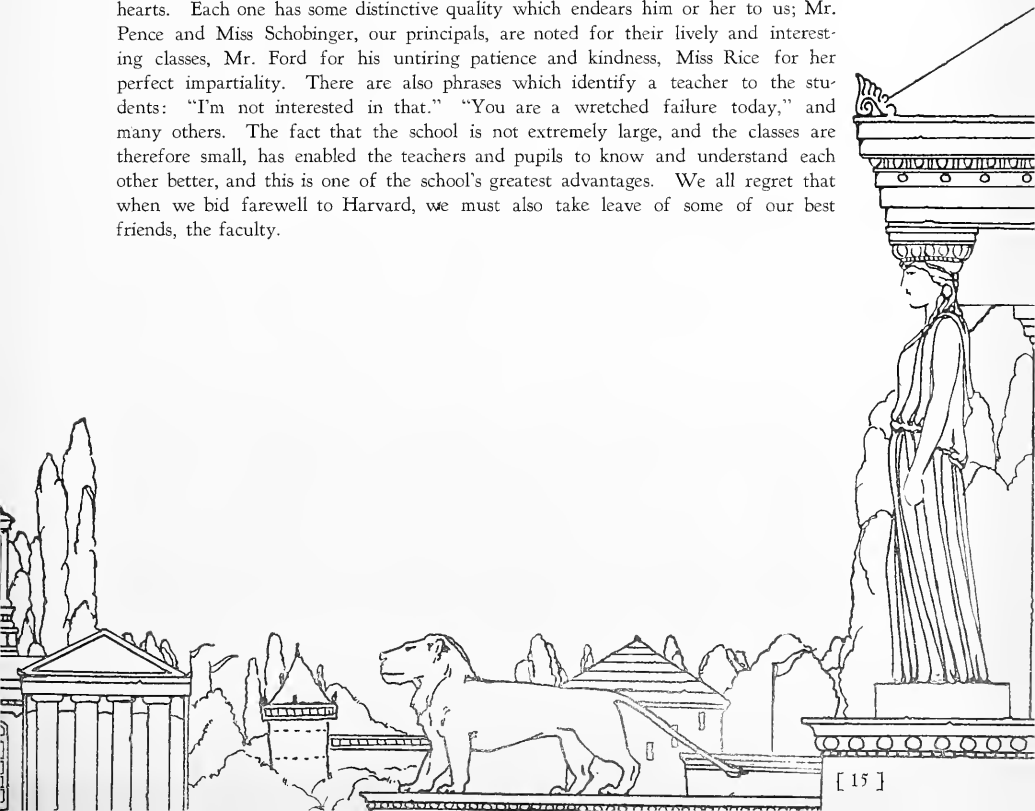 hearts. Each one has some distinctive quality which endears him or her to us; Mr.
Pence and Miss Schobinger, our principals, are noted for their lively and interest-
ing classes, Mr. Ford for his untiring patience and kindness, Miss Rice for her
perfect impartiality. There are also phrases which identify a teacher to the stu-
dents: "I'm not interested in that." "You are a wretched failure today," and
many others. The fact that the school is not extremely large, and the classes are
therefore small, has enabled the teachers and pupils to know and understand each
other better, and this is one of the school's greatest advantages. We all regret that
when we bid farewell to Harvard, we must also take leave of some of our best
friends, the faculty.
[ 15 ]